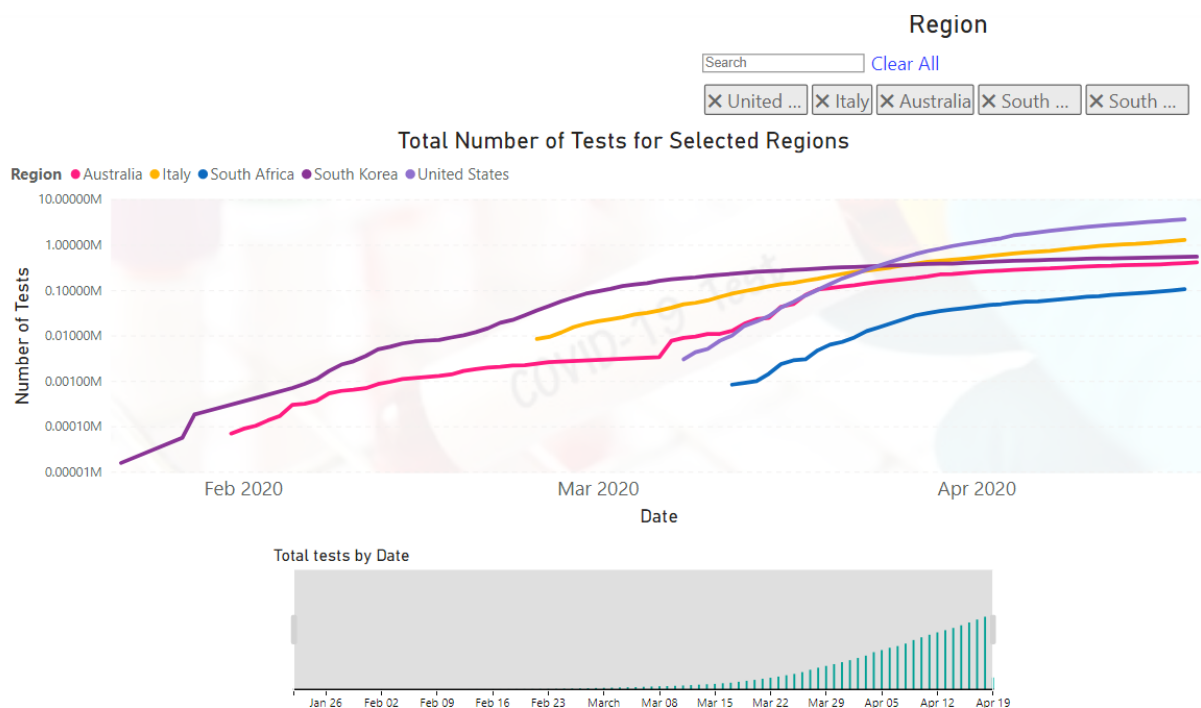 Region
Search Clear All
× United ... × Italy × Australia × South ... × South ...
Total Number of Tests for Selected Regions
Region Australia Italy South Africa South Korea United States
10.00000M
1.00000M
0.10000M
0.01000M
0.00100M
0.00010M
0.00001M
Number of Tests
COVID-19 Test
Feb 2020 Mar 2020 Apr 2020
Date
Total tests by Date
Jan 26 Feb 02 Feb 09 Feb 16 Feb 23 March Mar 08 Mar 15 Mar 22 Mar 29 Apr 05 Apr 12 Apr 19